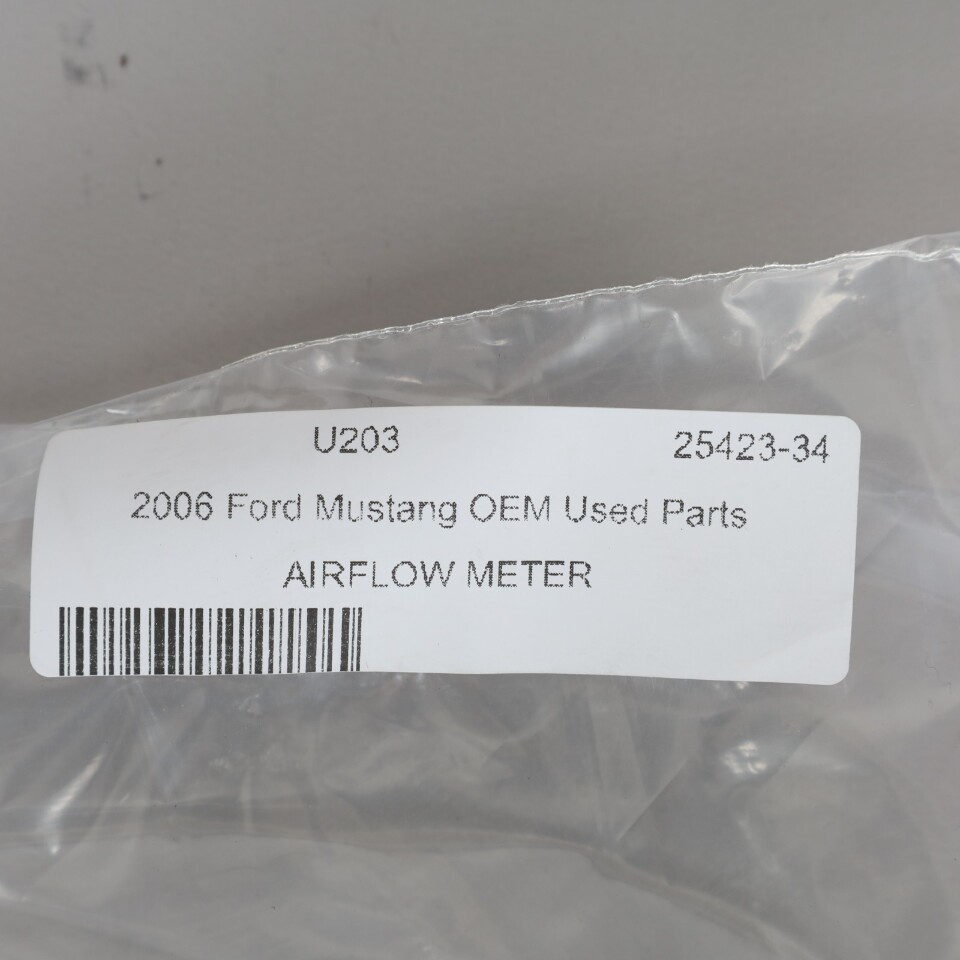 U203 25423-34
2006 Ford Mustang OEM Used Parts
AIRFLOW METER